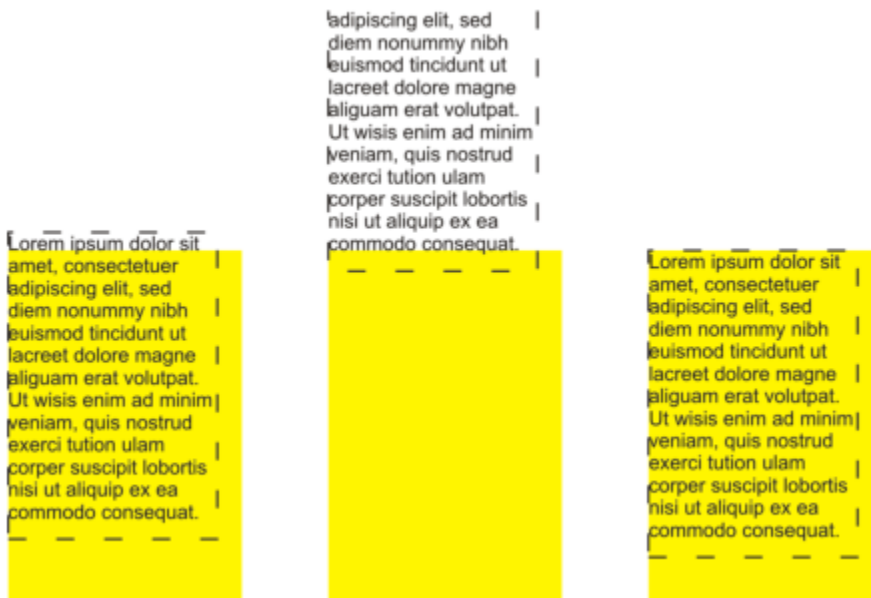 Lorem ipsum dolor sit
amet, consectetuer
adipiscing elit, sed
diem nonummy nibh
euismod tincidunt ut
lacreet dolore magne
aliguam erat volutpat.
Ut wisis enim ad minim
veniam, quis nostrud
exerci tution ulam
corper suscipit lobortis
nisi ut aliquip ex ea
commodo consequat.
adipiscing elit, sed
diem nonummy nibh
euismod tincidunt ut
lacreet dolore magne
aliguam erat volutpat.
Ut wisis enim ad minim
veniam, quis nostrud
exerci tution ulam
corper suscipit lobortis
nisi ut aliquip ex ea
commodo consequat.
Lorem ipsum dolor sit
amet, consectetuer
adipiscing elit, sed
diem nonummy nibh
euismod tincidunt ut
lacreet dolore magne
aliguam erat volutpat.
Ut wisis enim ad minim
veniam, quis nostrud
exerci tution ulam
corper suscipit lobortis
nisi ut aliquip ex ea
commodo consequat.